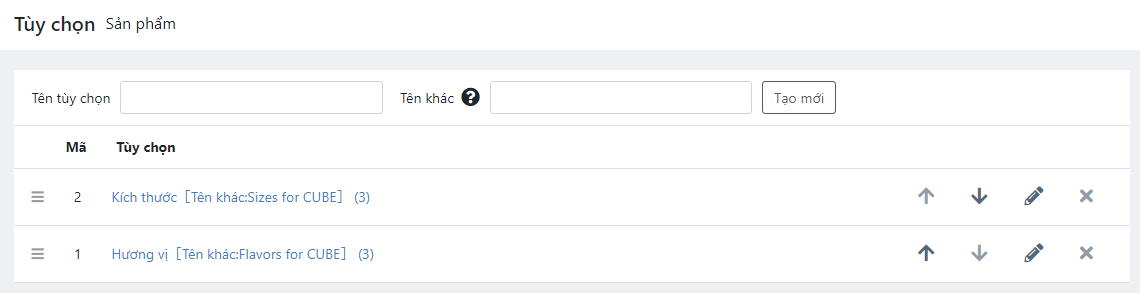 Tùy chọn Sản phẩm
Tên tùy chọn Tên khác Tạo mới
Mã Tùy chọn
2 Kích thước［Tên khác:Sizes for CUBE］ (3)
1 Hương vị［Tên khác:Flavors for CUBE］ (3)